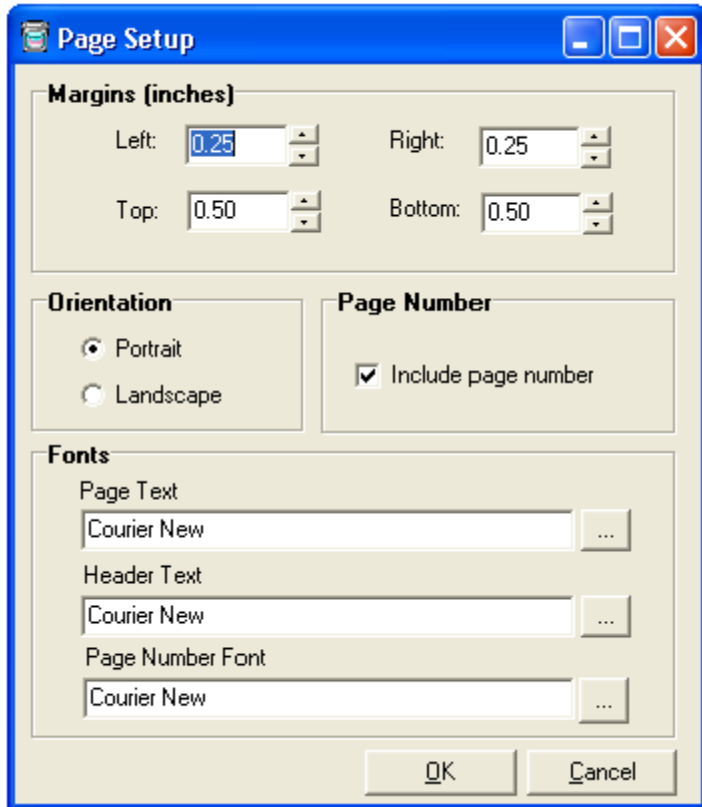 Page Setup
Margins (inches)
Left: 0.25 Right: 0.25
Top: 0.50 Bottom: 0.50
Orientation Page Number
Portrait
Include page number
Landscape
Fonts
Page Text
Courier New ...
Header Text
Courier New ...
Page Number Font
Courier New ...
OK Cancel